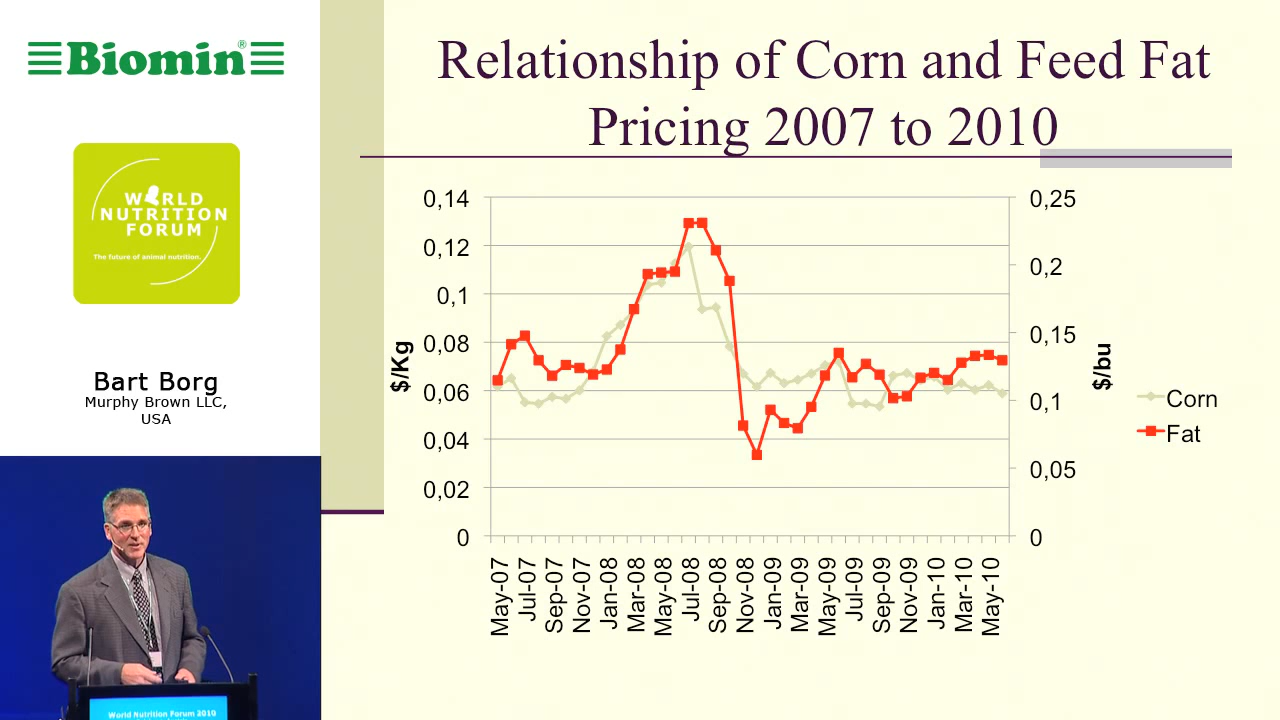 Biomin®
WORLD
NUTRITION
FORUM
The future of animal nutrition.
Bart Borg
Murphy Brown LLC,
USA
World Nutrition Forum 2010
Relationship of Corn and Feed Fat
Pricing 2007 to 2010
$/Kg
0,14
0,12
0,1
0,08
0,06
0,04
0,02
0
0,25
0,2
0,15
0,1
0,05
0
$/bu
May-07
Jul-07
Sep-07
Nov-07
Jan-08
Mar-08
May-08
Jul-08
Sep-08
Nov-08
Jan-09
Mar-09
May-09
Jul-09
Sep-09
Nov-09
Jan-10
Mar-10
May-10
Corn
Fat